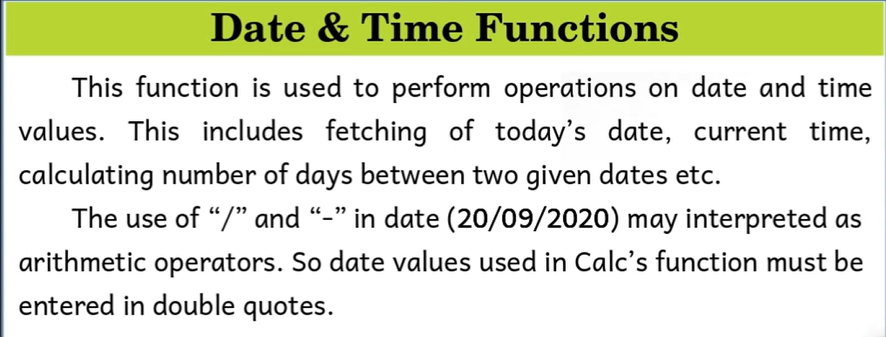 Date & Time Functions
This function is used to perform operations on date and time
values. This includes fetching of today’s date, current time,
calculating number of days between two given dates etc.
The use of “/” and “-” in date (20/09/2020) may interpreted as
arithmetic operators. So date values used in Calc’s function must be
entered in double quotes.